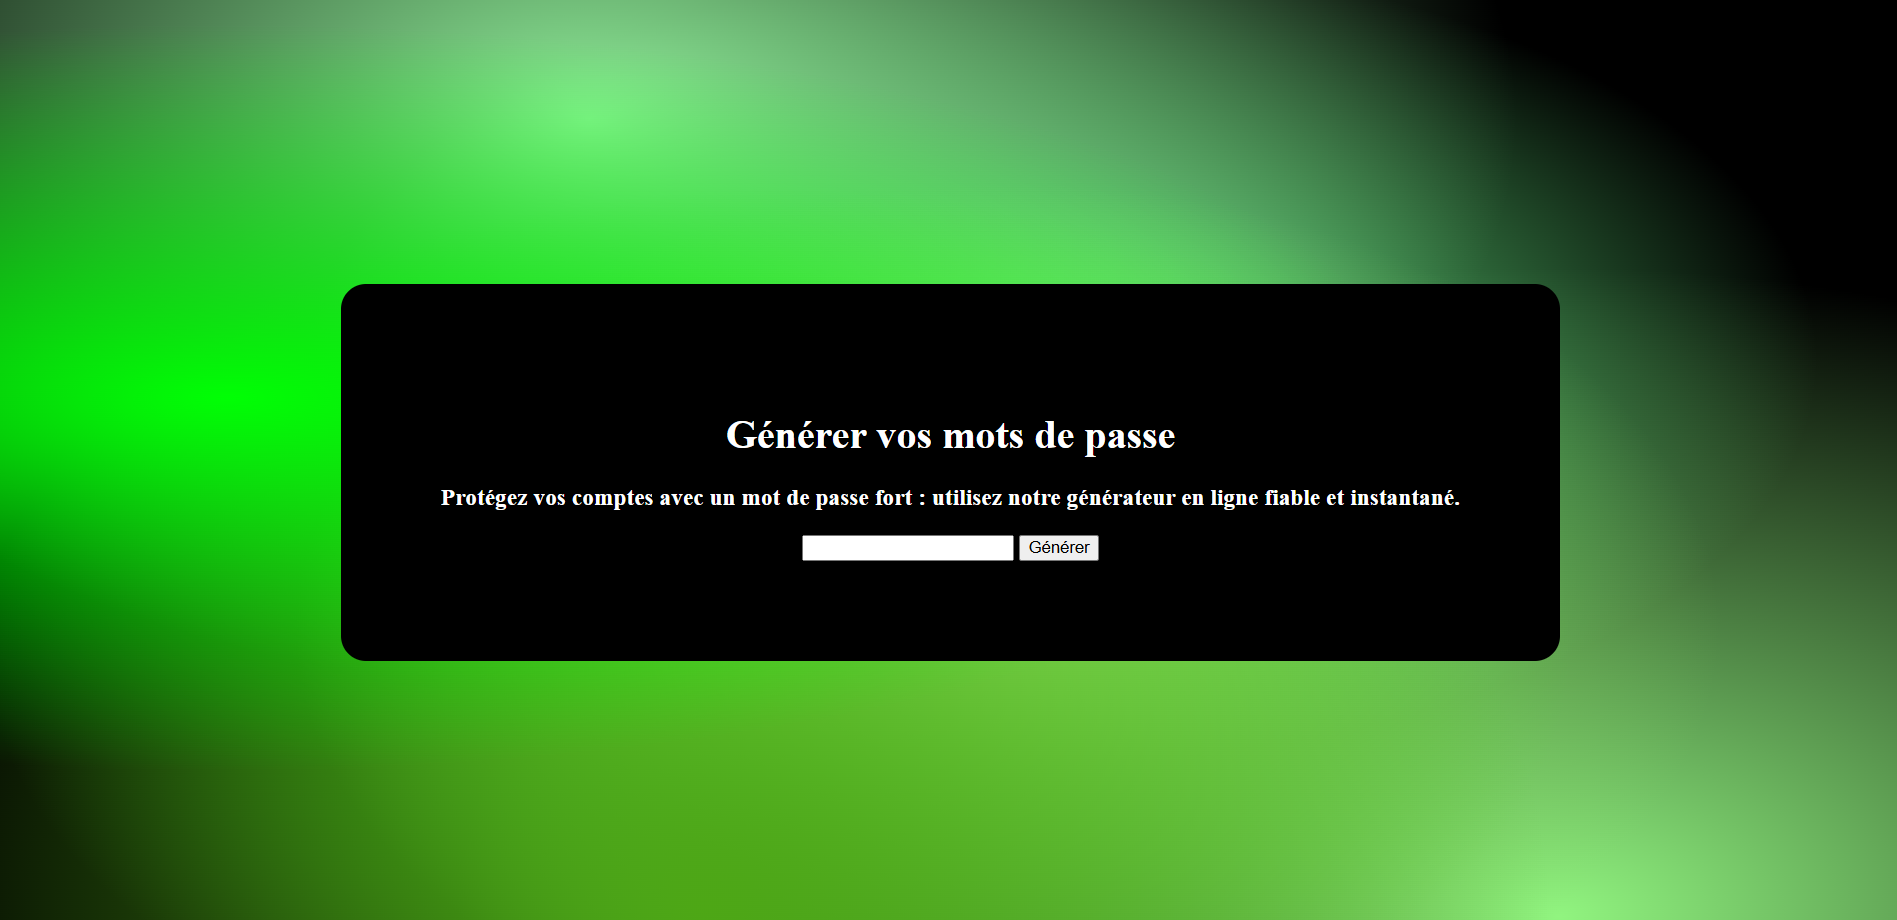 Générer vos mots de passe
Protégez vos comptes avec un mot de passe fort : utilisez notre générateur en ligne fiable et instantané.
Générer